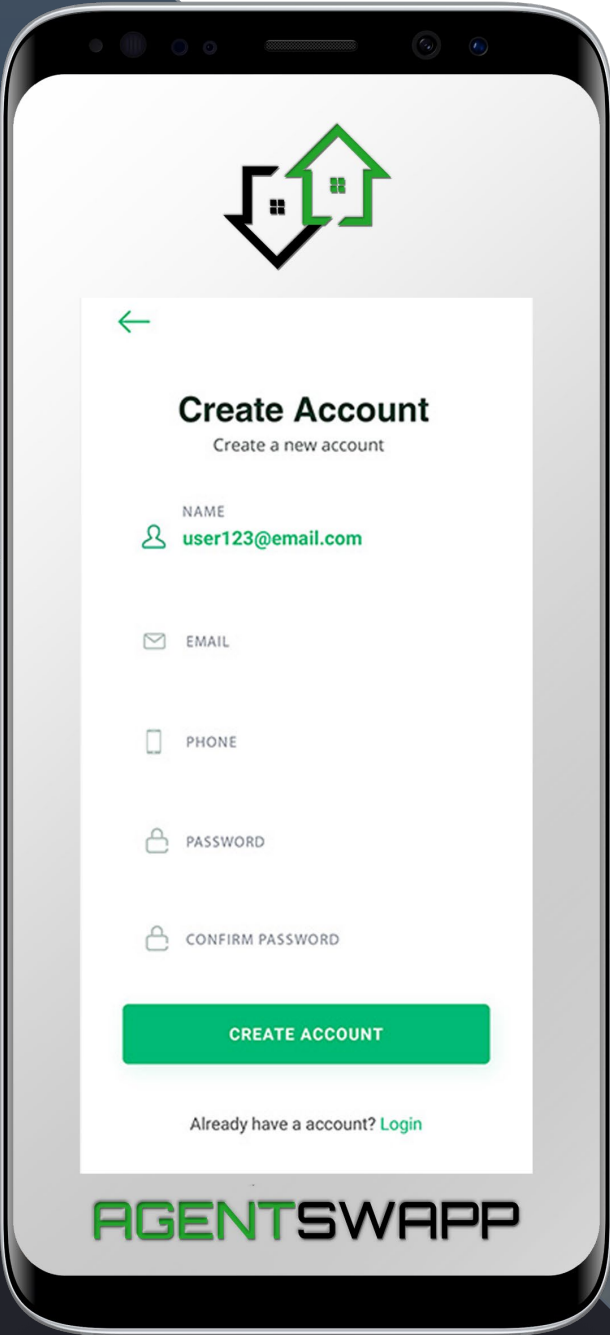 Create Account
Create a new account
NAME
user123@email.com
EMAIL
PHONE
PASSWORD
CONFIRM PASSWORD
CREATE ACCOUNT
Already have a account? Login
AGENTSWAPP